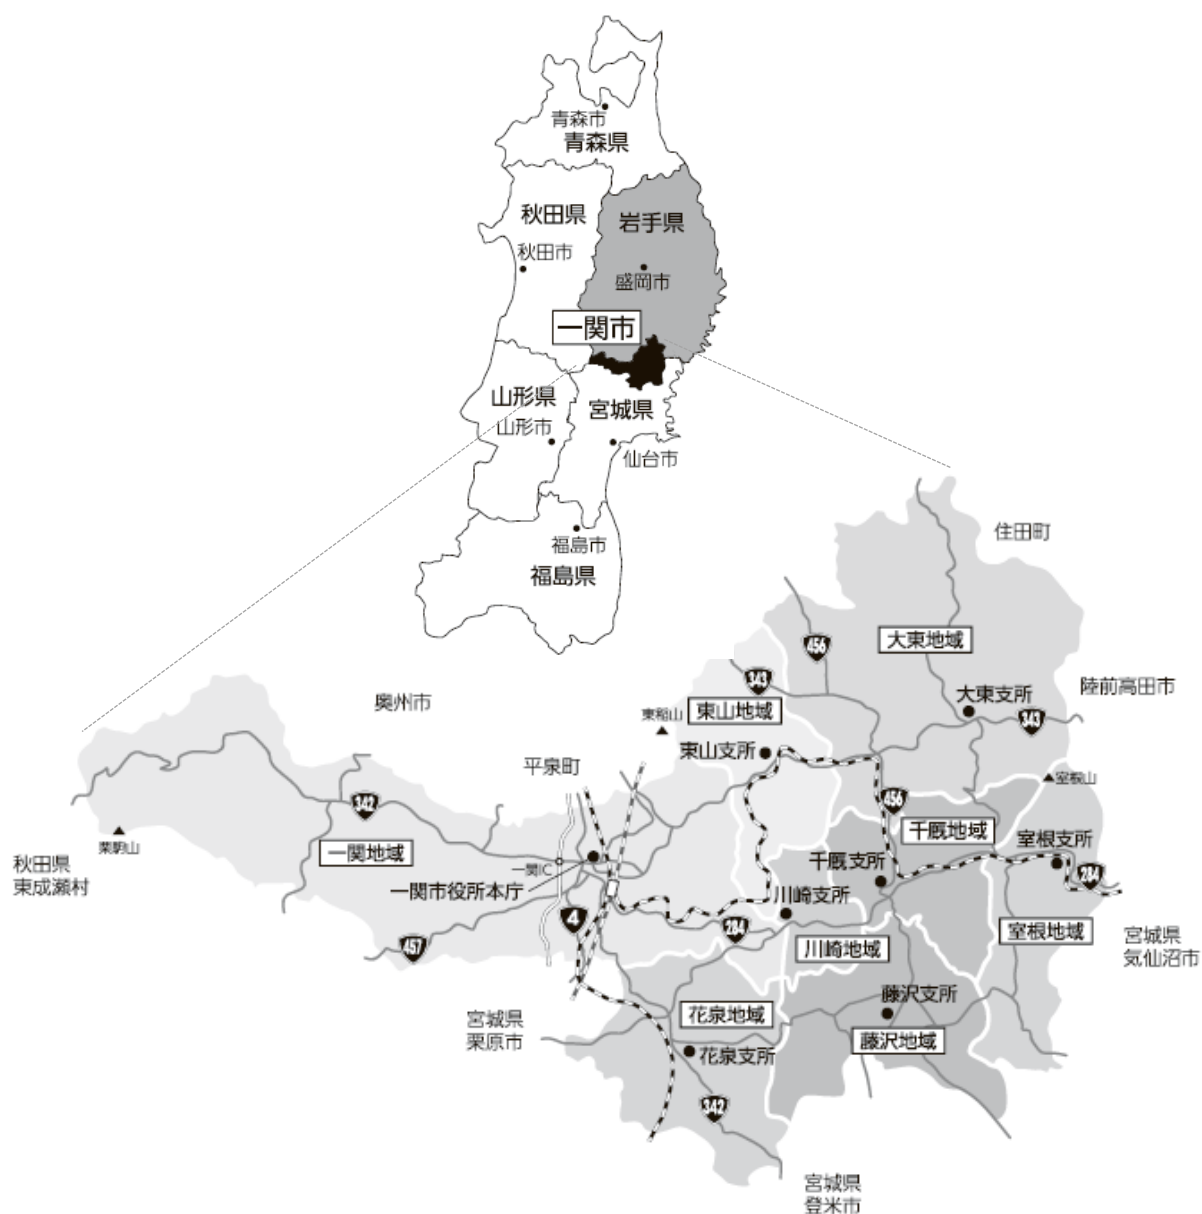 青森市
青森県
秋田県
岩手県
秋田市
盛岡市
一関市
山形県
宮城県
山形市
仙台市
福島市
福島県
住田町
456
大東地域
343
奥州市
大東支所
陸前高田市
東稲山
東山地域
343
東山支所
平泉町
室根山
342
456
千厩地域
栗駒山
一関地域
室根支所
秋田県
東成瀬村
一関IC
千厩支所
284
一関市役所本庁
川崎支所
4
284
室根地域
457
川崎地域
宮城県
気仙沼市
藤沢支所
宮城県
栗原市
花泉地域
藤沢地域
花泉支所
342
宮城県
登米市